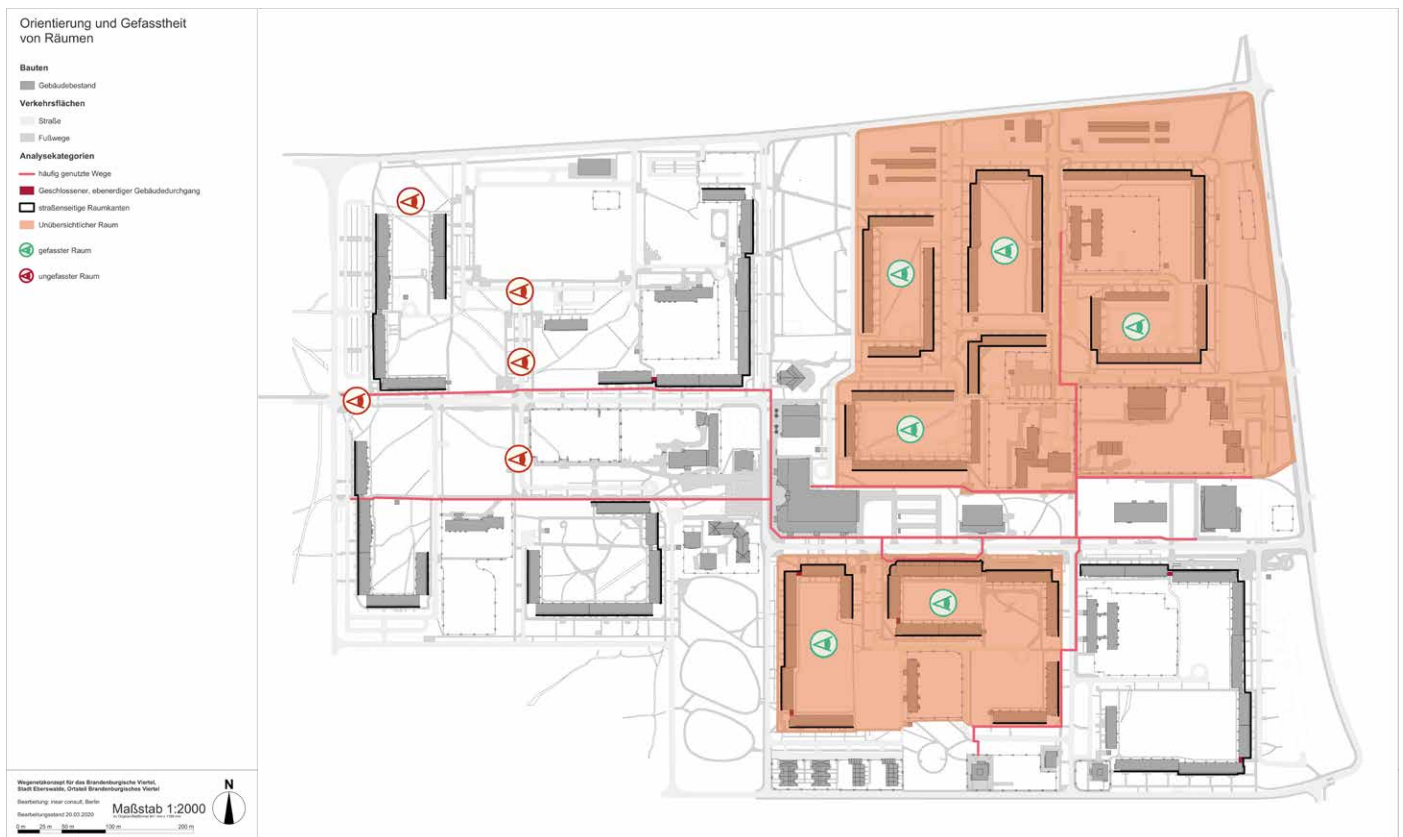 Orientierung und Gefasstheit
von Räumen
Bauten
Gebäudebestand
Verkehrsflächen
Straße
Fußwege
Analysekategorien
häufig genutzte Wege
Geschlossener, ebenerdiger Gebäudedurchgang
straßenseitige Raumkanten
Unübersichtlicher Raum
gefasster Raum
ungefasster Raum
Wegenetzkonzept für das Brandenburgische Viertel,
Stadt Eberswalde, Ortsteil Brandenburgisches Viertel
Bearbeitung: insar consult, Berlin
Bearbeitungsstand 20.03.2020
Maßstab 1:2000
N
0 m 25 m 50 m 100 m 200 m